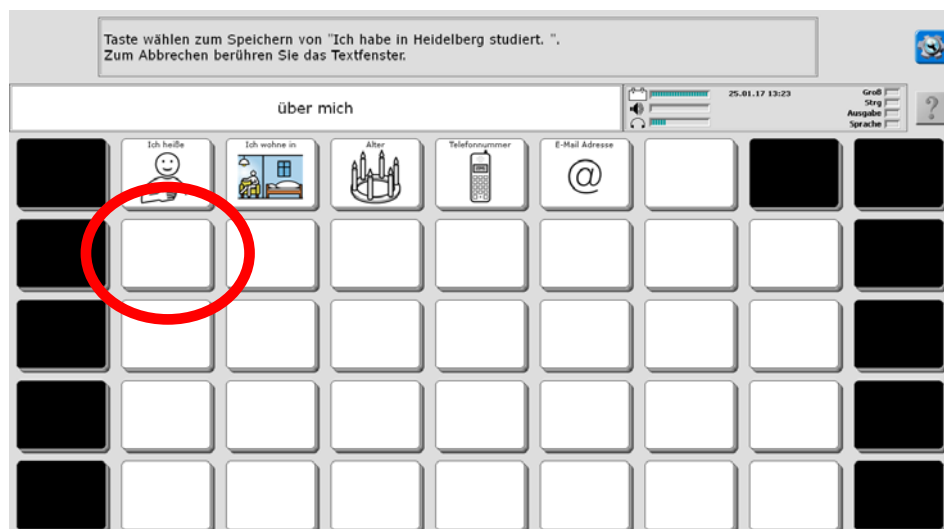 Taste wählen zum Speichern von "Ich habe in Heidelberg studiert. ".
Zum Abbrechen berühren Sie das Textfenster.
über mich
25.01.17 13:23
Groß
Strg
Ausgabe
Sprache
?
Ich heiße
Ich wohne in
Alter
Telefonnummer
E-Mail Adresse
@